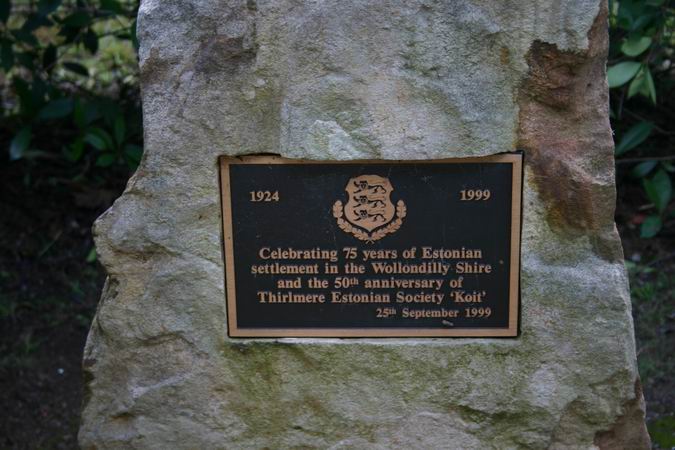 1924 1999
Celebrating 75 years of Estonian
settlement in the Wollondilly Shire
and the 50th anniversary of
Thirlmere Estonian Society ‘Koit’
25th September 1999